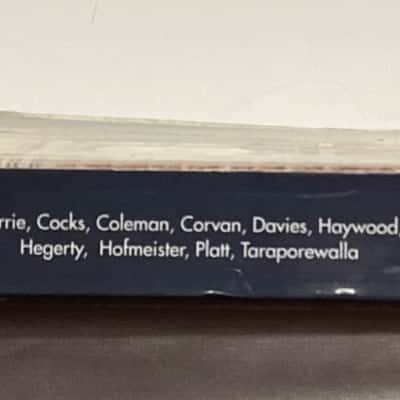 rrie, Cocks, Coleman, Corvan, Davies, Haywood,
Hegerty, Hofmeister, Platt, Taraporewalla